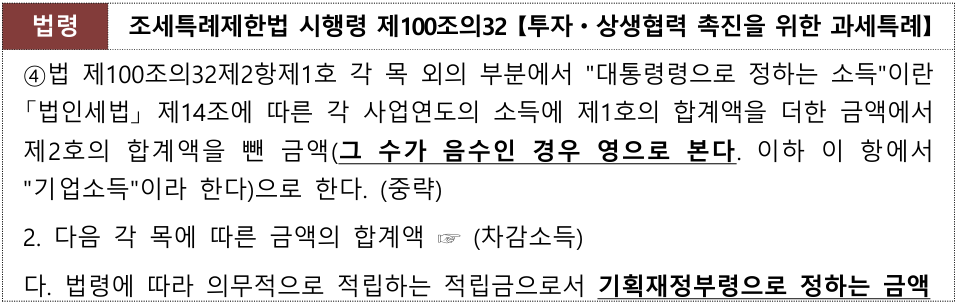 법령 조세특례제한법 시행령 제100조의32 【투자·상생협력 촉진을 위한 과세특례】
④법 제100조의32제2항제1호 각 목 외의 부분에서 "대통령령으로 정하는 소득"이란
「법인세법」 제14조에 따른 각 사업연도의 소득에 제1호의 합계액을 더한 금액에서
제2호의 합계액을 뺀 금액(그 수가 음수인 경우 영으로 본다. 이하 이 항에서
"기업소득"이라 한다)으로 한다. (중략)
2. 다음 각 목에 따른 금액의 합계액 ☞ (차감소득)
다. 법령에 따라 의무적으로 적립하는 적립금으로서 기획재정부령으로 정하는 금액